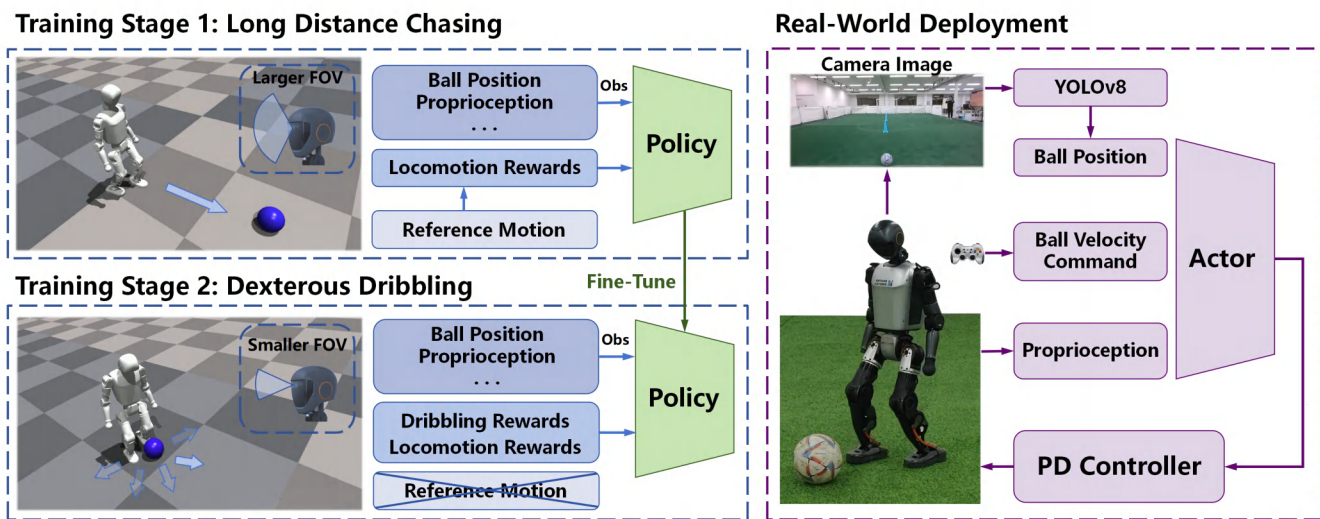 Training Stage 1: Long Distance Chasing
Larger FOV
Ball Position
Proprioception
...
Obs
Locomotion Rewards
Reference Motion
Policy
Fine-Tune
Training Stage 2: Dexterous Dribbling
Smaller FOV
Ball Position
Proprioception
...
Obs
Dribbling Rewards
Locomotion Rewards
Reference Motion
Policy
Real-World Deployment
Camera Image
YOLOv8
Ball Position
Ball Velocity
Command
Proprioception
Actor
PD Controller